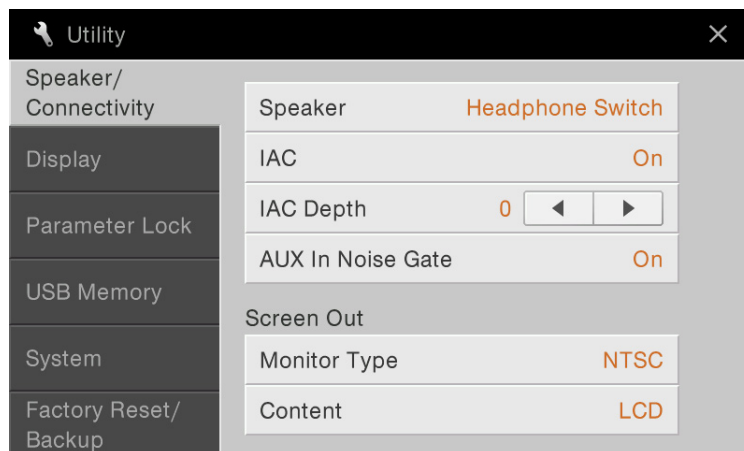 Utility
Speaker/
Connectivity
Display
Parameter Lock
USB Memory
System
Factory Reset/
Backup
Speaker Headphone Switch
IAC On
IAC Depth 0
AUX In Noise Gate On
Screen Out
Monitor Type NTSC
Content LCD